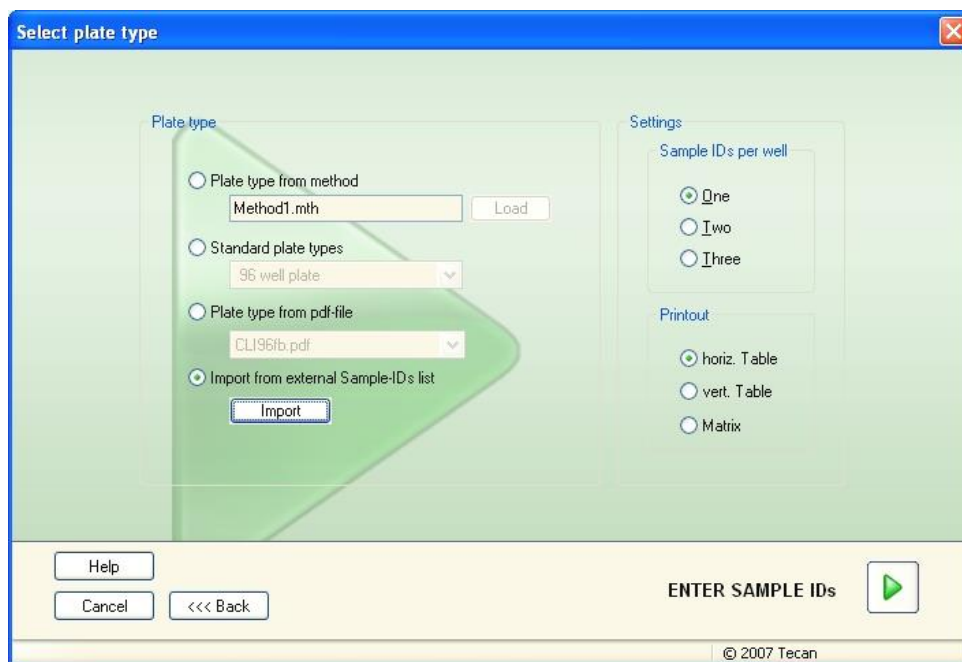 Select plate type
Plate type
Plate type from method
Method1.mth
Load
Standard plate types
96 well plate
Plate type from pdf-file
CLI96fb.pdf
Import from external Sample-IDs list
Import
Settings
Sample IDs per well
One
Two
Three
Printout
horiz. Table
vert. Table
Matrix
Help
Cancel
<<< Back
ENTER SAMPLE IDs
© 2007 Tecan